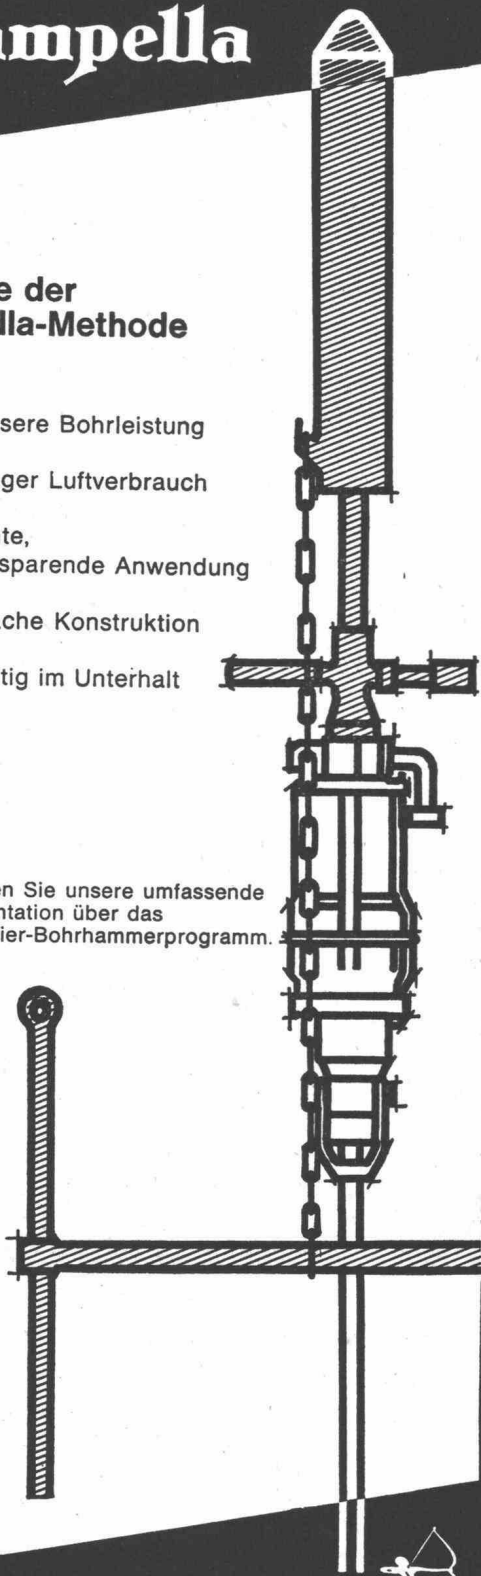 ampella
e der
lla-Methode
sere Bohrleistung
ger Luftverbrauch
te,
sparende Anwendung
che Konstruktion
tig im Unterhalt
en Sie unsere umfassende
ntation über das
ier-Bohrhammerprogramm.